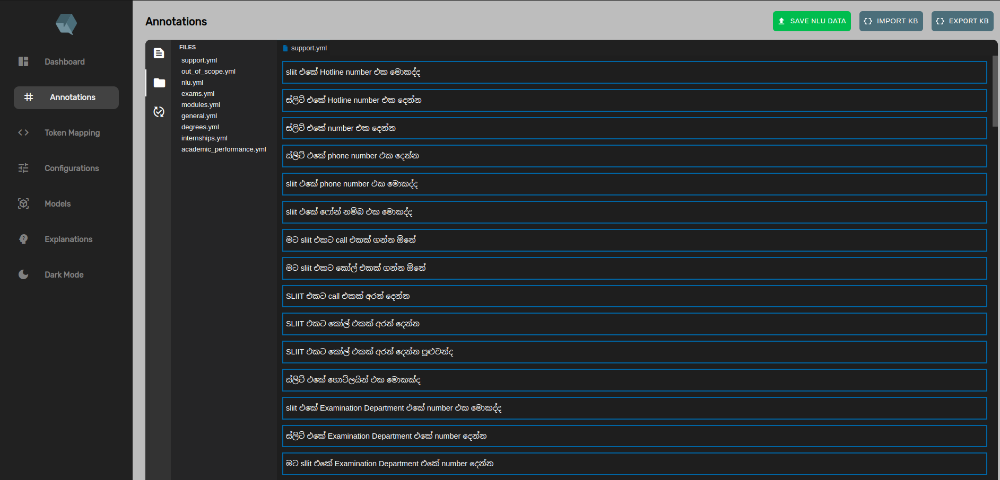 Annotations
SAVE NLU DATA
IMPORT KB
EXPORT KB
Dashboard
Annotations
Token Mapping
Configurations
Models
Explanations
Dark Mode
FILES
support.yml
out_of_scope.yml
nlu.yml
exams.yml
modules.yml
general.yml
degrees.yml
internships.yml
academic_performance.yml
support.yml
sliit එකේ Hotline number එක මොකද්ද
ස්ලිට් එකේ Hotline number එක දෙන්න
ස්ලිට් එකේ number එක දෙන්න
ස්ලිට් එකේ phone number එක දෙන්න
sliit එකේ phone number එක මොකද්ද
sliit එකේ ෆෝන් නම්බ එක මොකද්ද
මට sliit එකට call එකක් ගන්න ඕනේ
මට sliit එකට කෝල් එකක් ගන්න ඕනේ
SLIIT එකට call එකක් අරන් දෙන්න
SLIIT එකට කෝල් එකක් අරන් දෙන්න
SLIIT එකට කෝල් එකක් අරන් දෙන්න පුළුවන්ද
ස්ලිට් එකේ හොට්ලයින් එක මොකක්ද
sliit එකේ Examination Department එකේ number එක මොකද්ද
ස්ලිට් එකේ Examination Department එකේ number දෙන්න
මට sllit එකේ Examination Department එකේ number දෙන්න